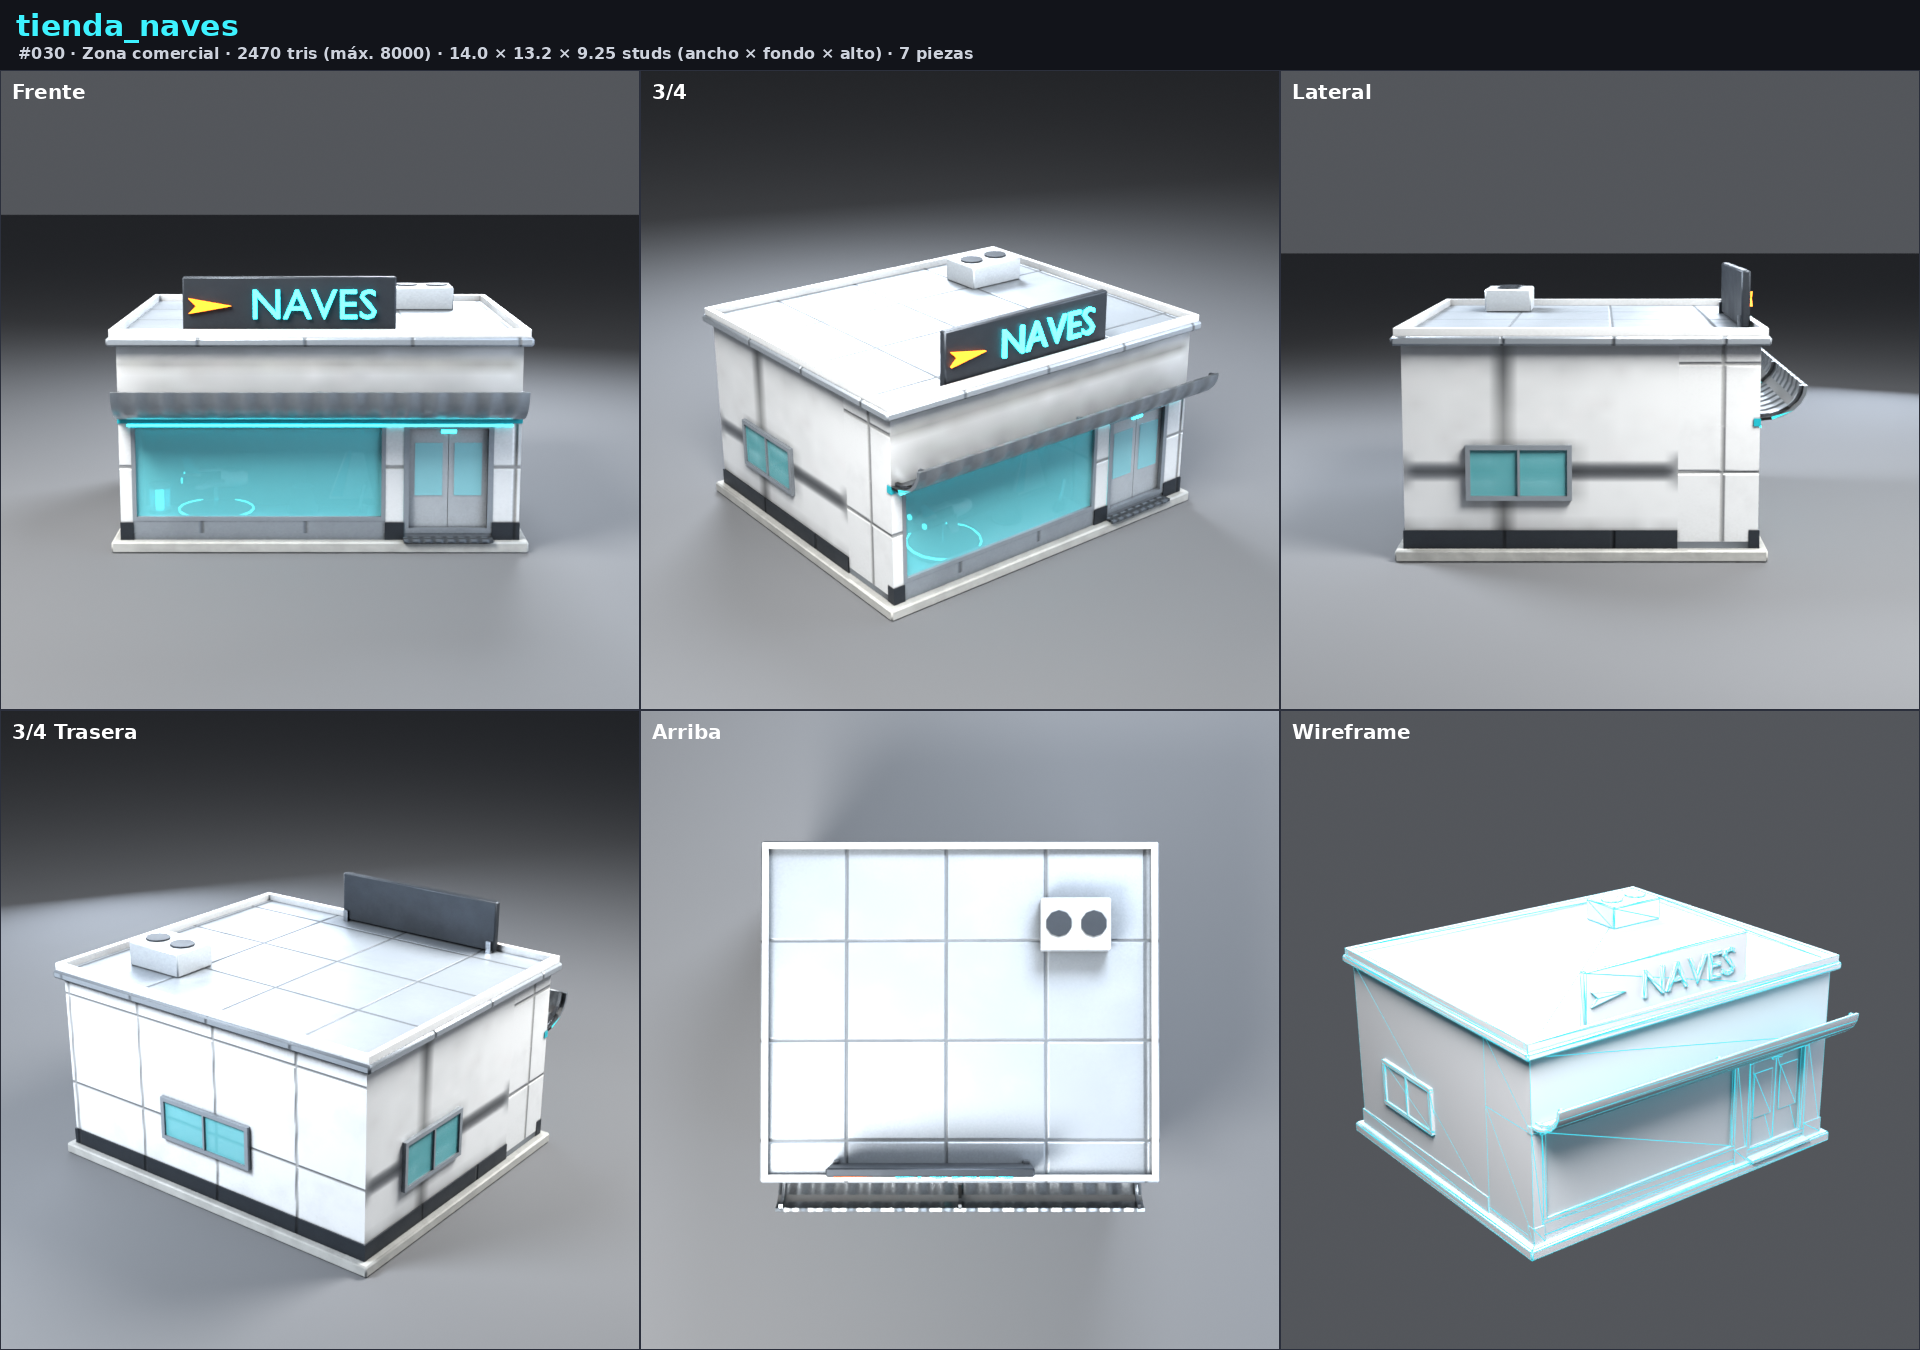 tienda_naves
#030 · Zona comercial · 2470 tris (máx. 8000) · 14.0 × 13.2 × 9.25 studs (ancho × fondo × alto) · 7 piezas
Frente
3/4
Lateral
NAVES
NAVES
3/4 Trasera
Arriba
Wireframe
NAVES